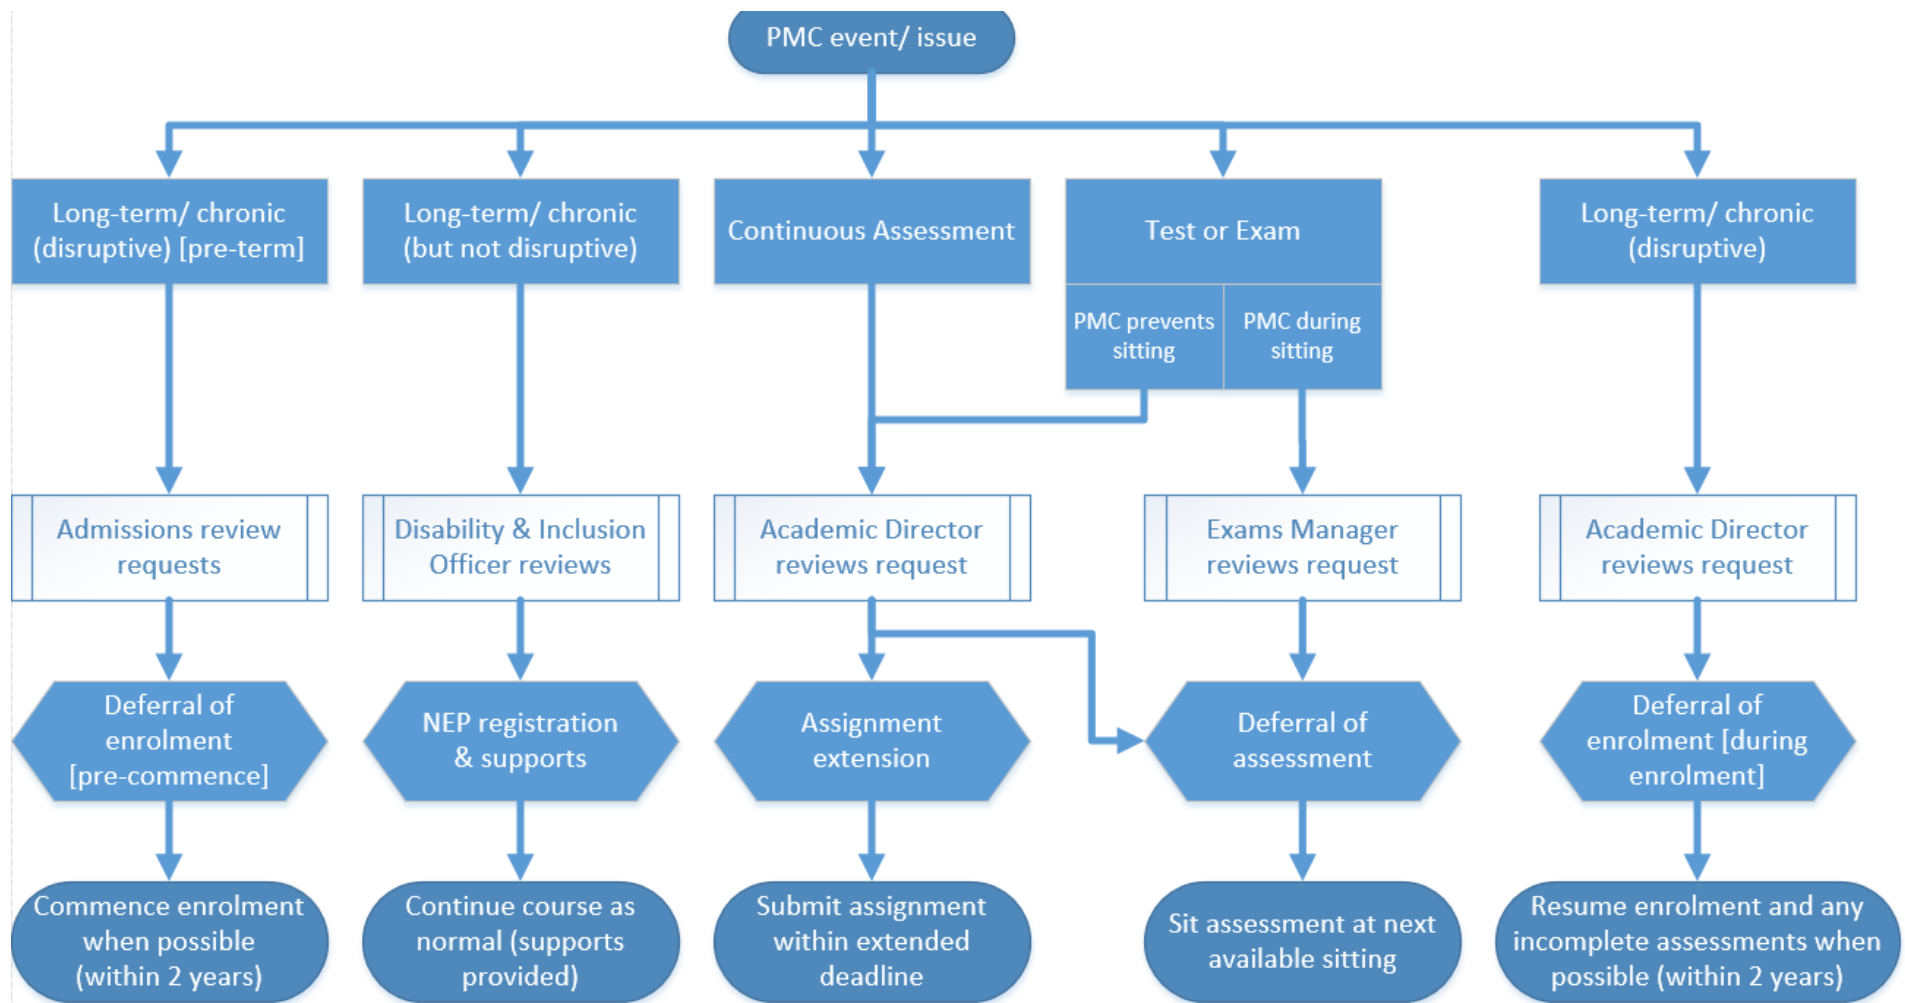 PMC event/ issue
Long-term/ chronic
(disruptive) [pre-term]
Long-term/ chronic
(but not disruptive)
Continuous Assessment
Test or Exam
PMC prevents
sitting
PMC during
sitting
Long-term/ chronic
(disruptive)
Admissions review
requests
Disability & Inclusion
Officer reviews
Academic Director
reviews request
Exams Manager
reviews request
Academic Director
reviews request
Deferral of
enrolment
[pre-commence]
NEP registration
& supports
Assignment
extension
Deferral of
assessment
Deferral of
enrolment [during
enrolment]
Commence enrolment
when possible
(within 2 years)
Continue course as
normal (supports
provided)
Submit assignment
within extended
deadline
Sit assessment at next
available sitting
Resume enrolment and any
incomplete assessments when
possible (within 2 years)